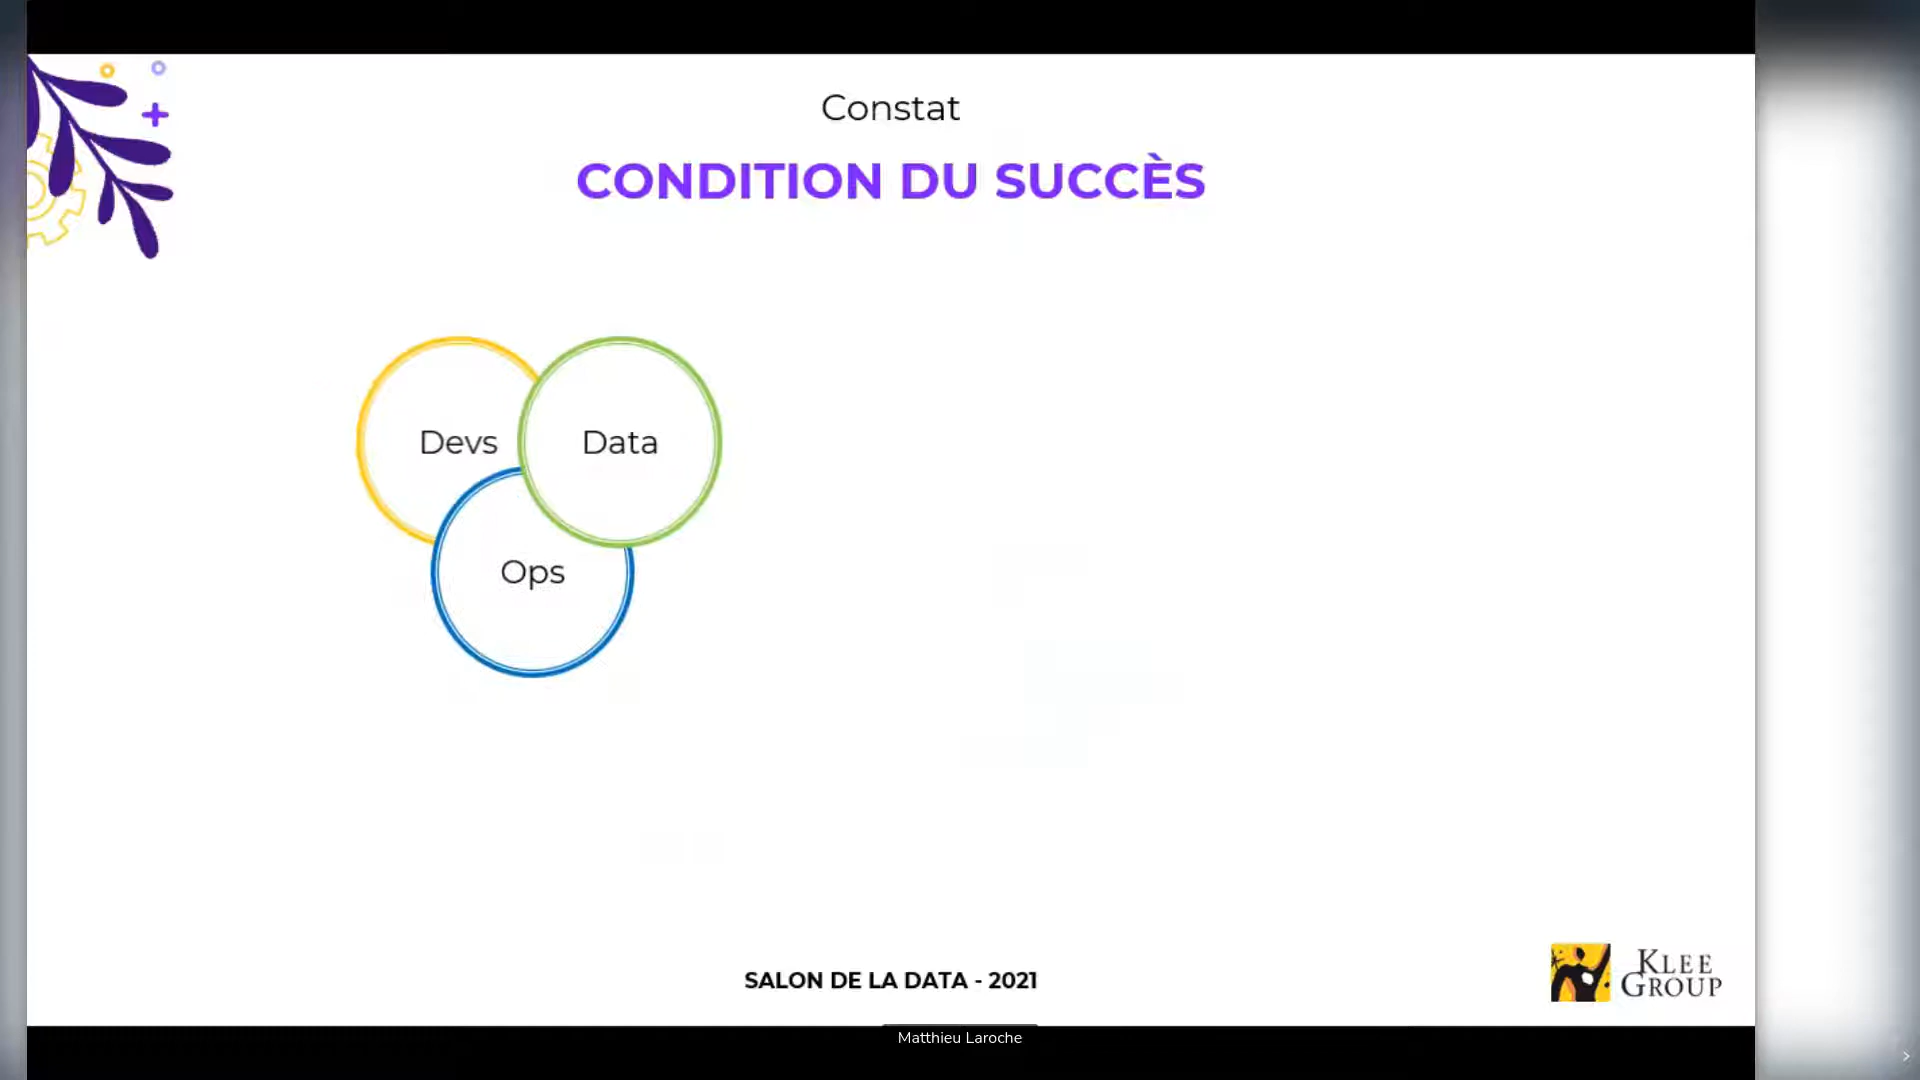 Constat
CONDITION DU SUCCÈS
Devs
Data
Ops
SALON DE LA DATA - 2021
KLEE
GROUP
Matthieu Laroche